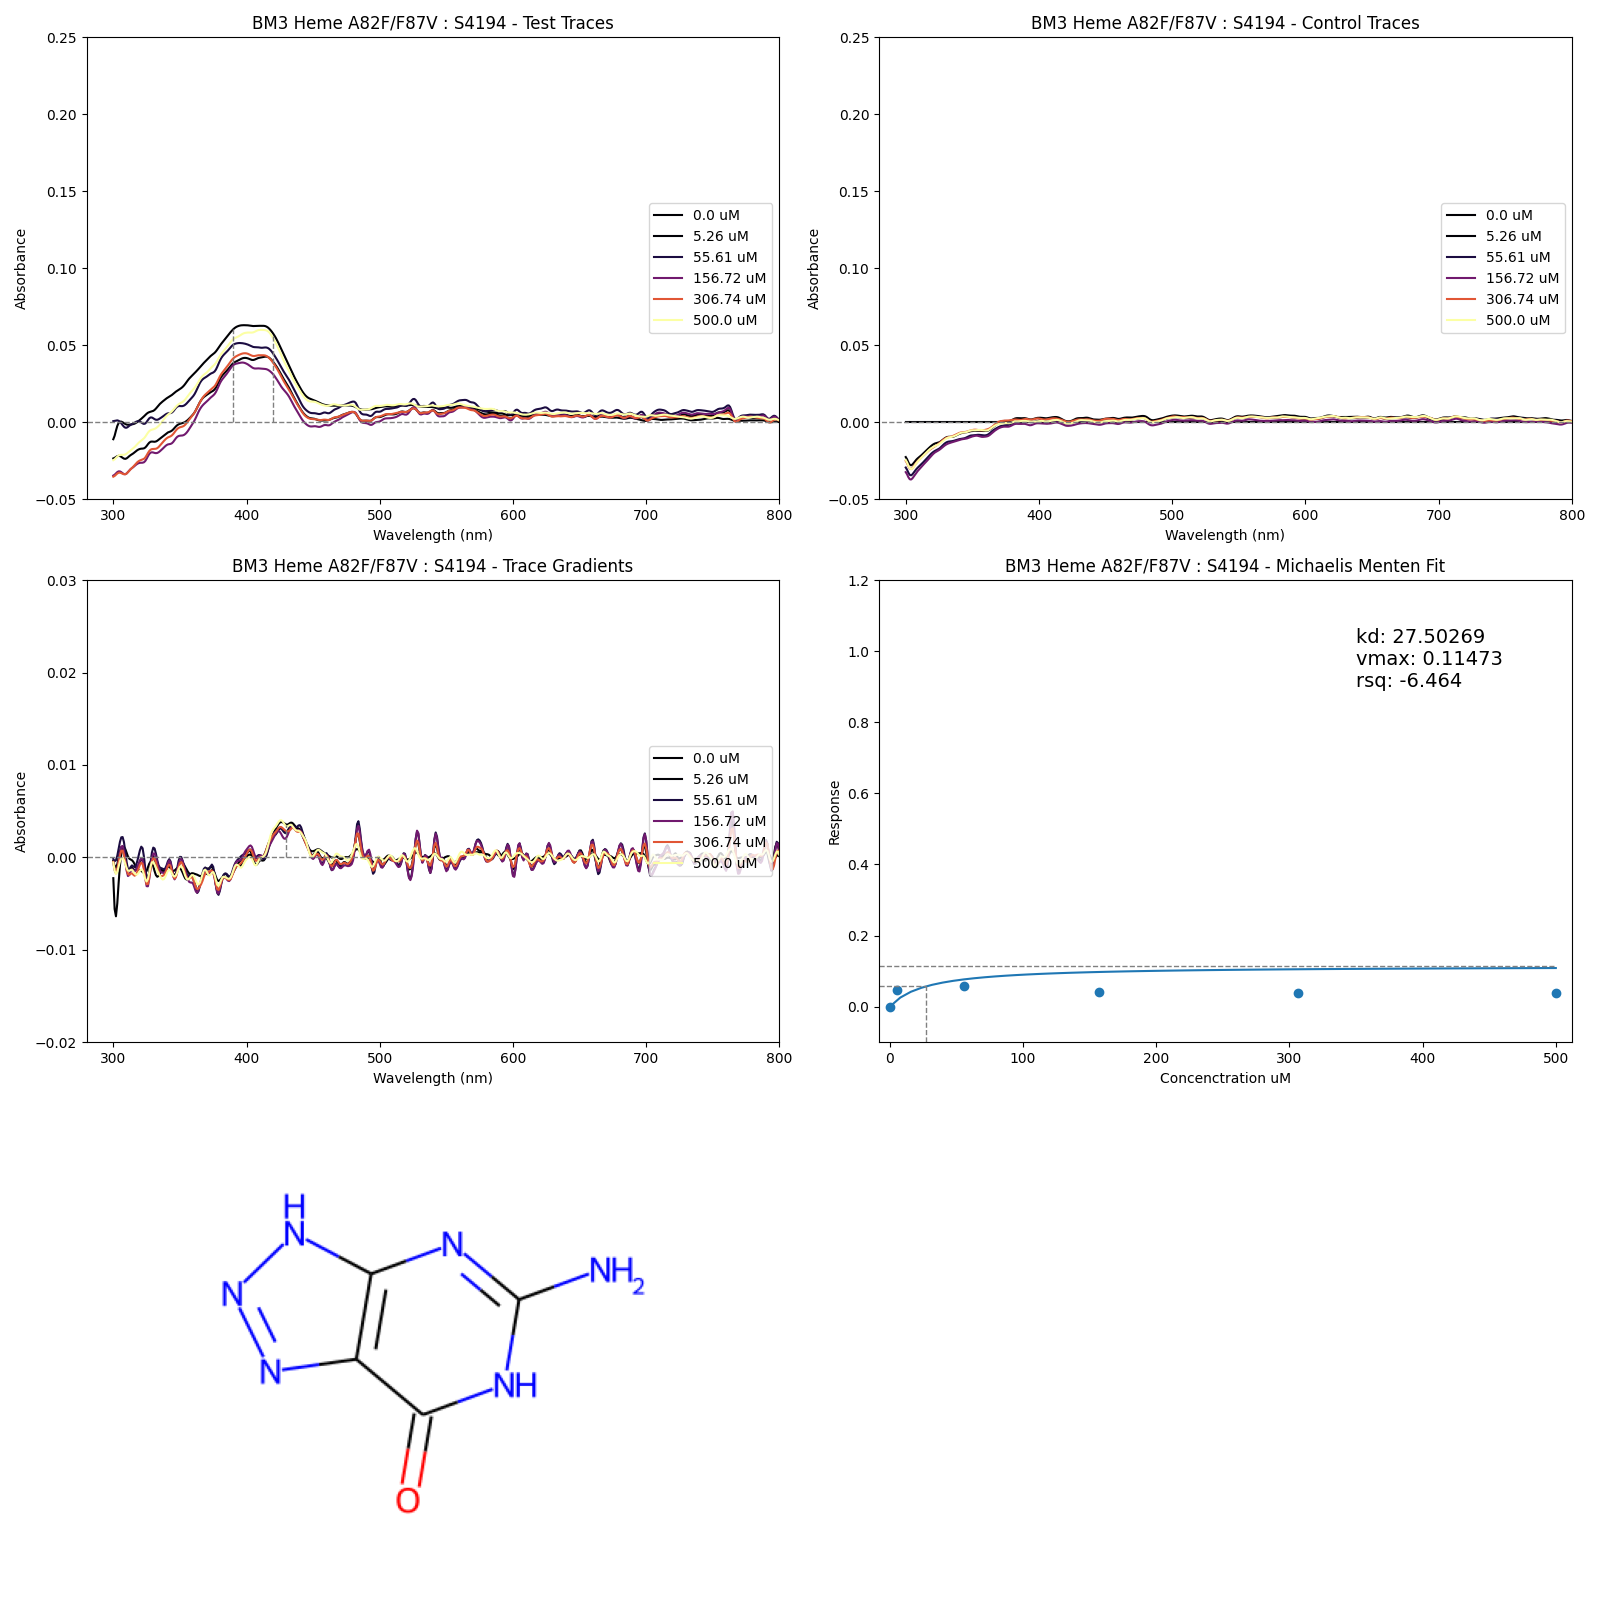 BM3 Heme A82F/F87V : S4194 - Test Traces
0.25
0.20
0.15
0.10
0.05
0.00
−0.05
Absorbance
300 400 500 600 700 800
Wavelength (nm)
0.0 uM
5.26 uM
55.61 uM
156.72 uM
306.74 uM
500.0 uM
BM3 Heme A82F/F87V : S4194 - Control Traces
0.25
0.20
0.15
0.10
0.05
0.00
−0.05
Absorbance
300 400 500 600 700 800
Wavelength (nm)
0.0 uM
5.26 uM
55.61 uM
156.72 uM
306.74 uM
500.0 uM
BM3 Heme A82F/F87V : S4194 - Trace Gradients
0.03
0.02
0.01
0.00
−0.01
−0.02
Absorbance
300 400 500 600 700 800
Wavelength (nm)
0.0 uM
5.26 uM
55.61 uM
156.72 uM
306.74 uM
500.0 uM
BM3 Heme A82F/F87V : S4194 - Michaelis Menten Fit
1.2
1.0
0.8
0.6
0.4
0.2
0.0
Response
kd: 27.50269
vmax: 0.11473
rsq: -6.464
0 100 200 300 400 500
Concenctration uM
H
N
N
NH2
N
N
NH
O